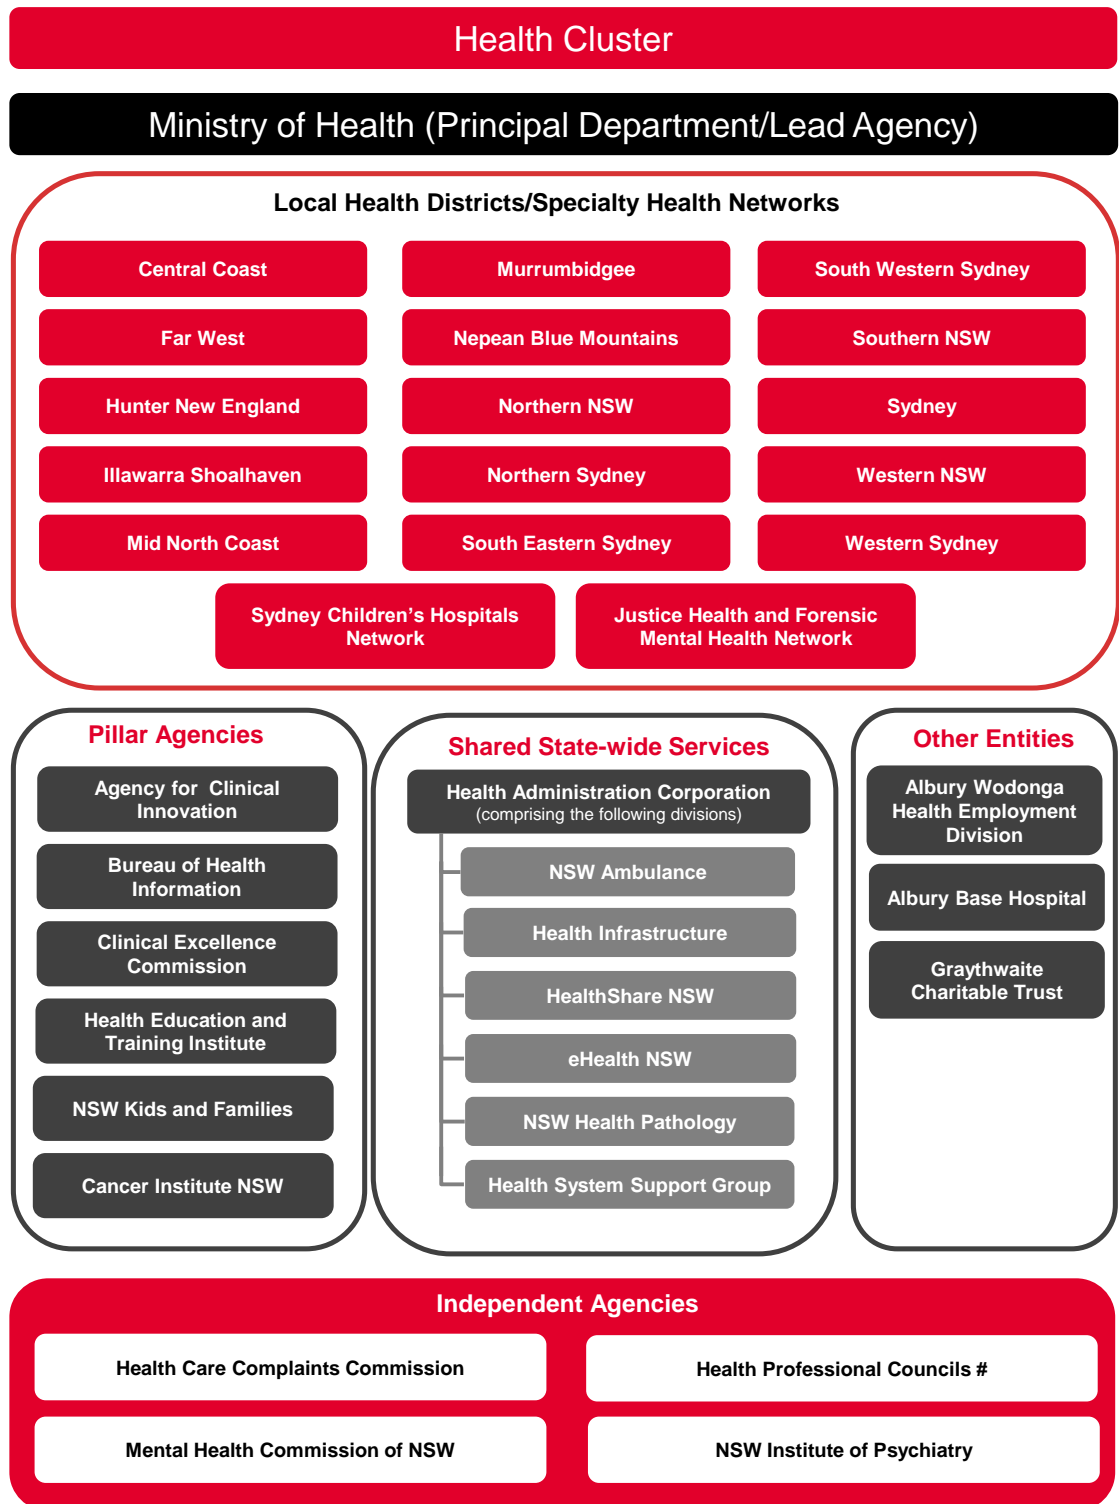 Health Cluster
Ministry of Health (Principal Department/Lead Agency)
Local Health Districts/Specialty Health Networks
Central Coast
Murrumbidgee
South Western Sydney
Far West
Nepean Blue Mountains
Southern NSW
Hunter New England
Northern NSW
Sydney
Illawarra Shoalhaven
Northern Sydney
Western NSW
Mid North Coast
South Eastern Sydney
Western Sydney
Sydney Children’s Hospitals
Network
Justice Health and Forensic
Mental Health Network
Pillar Agencies
Agency for Clinical
Innovation
Bureau of Health
Information
Clinical Excellence
Commission
Health Education and
Training Institute
NSW Kids and Families
Cancer Institute NSW
Shared State-wide Services
Health Administration Corporation
(comprising the following divisions)
NSW Ambulance
Health Infrastructure
HealthShare NSW
eHealth NSW
NSW Health Pathology
Health System Support Group
Other Entities
Albury Wodonga
Health Employment
Division
Albury Base Hospital
Graythwaite
Charitable Trust
Independent Agencies
Health Care Complaints Commission
Health Professional Councils #
Mental Health Commission of NSW
NSW Institute of Psychiatry